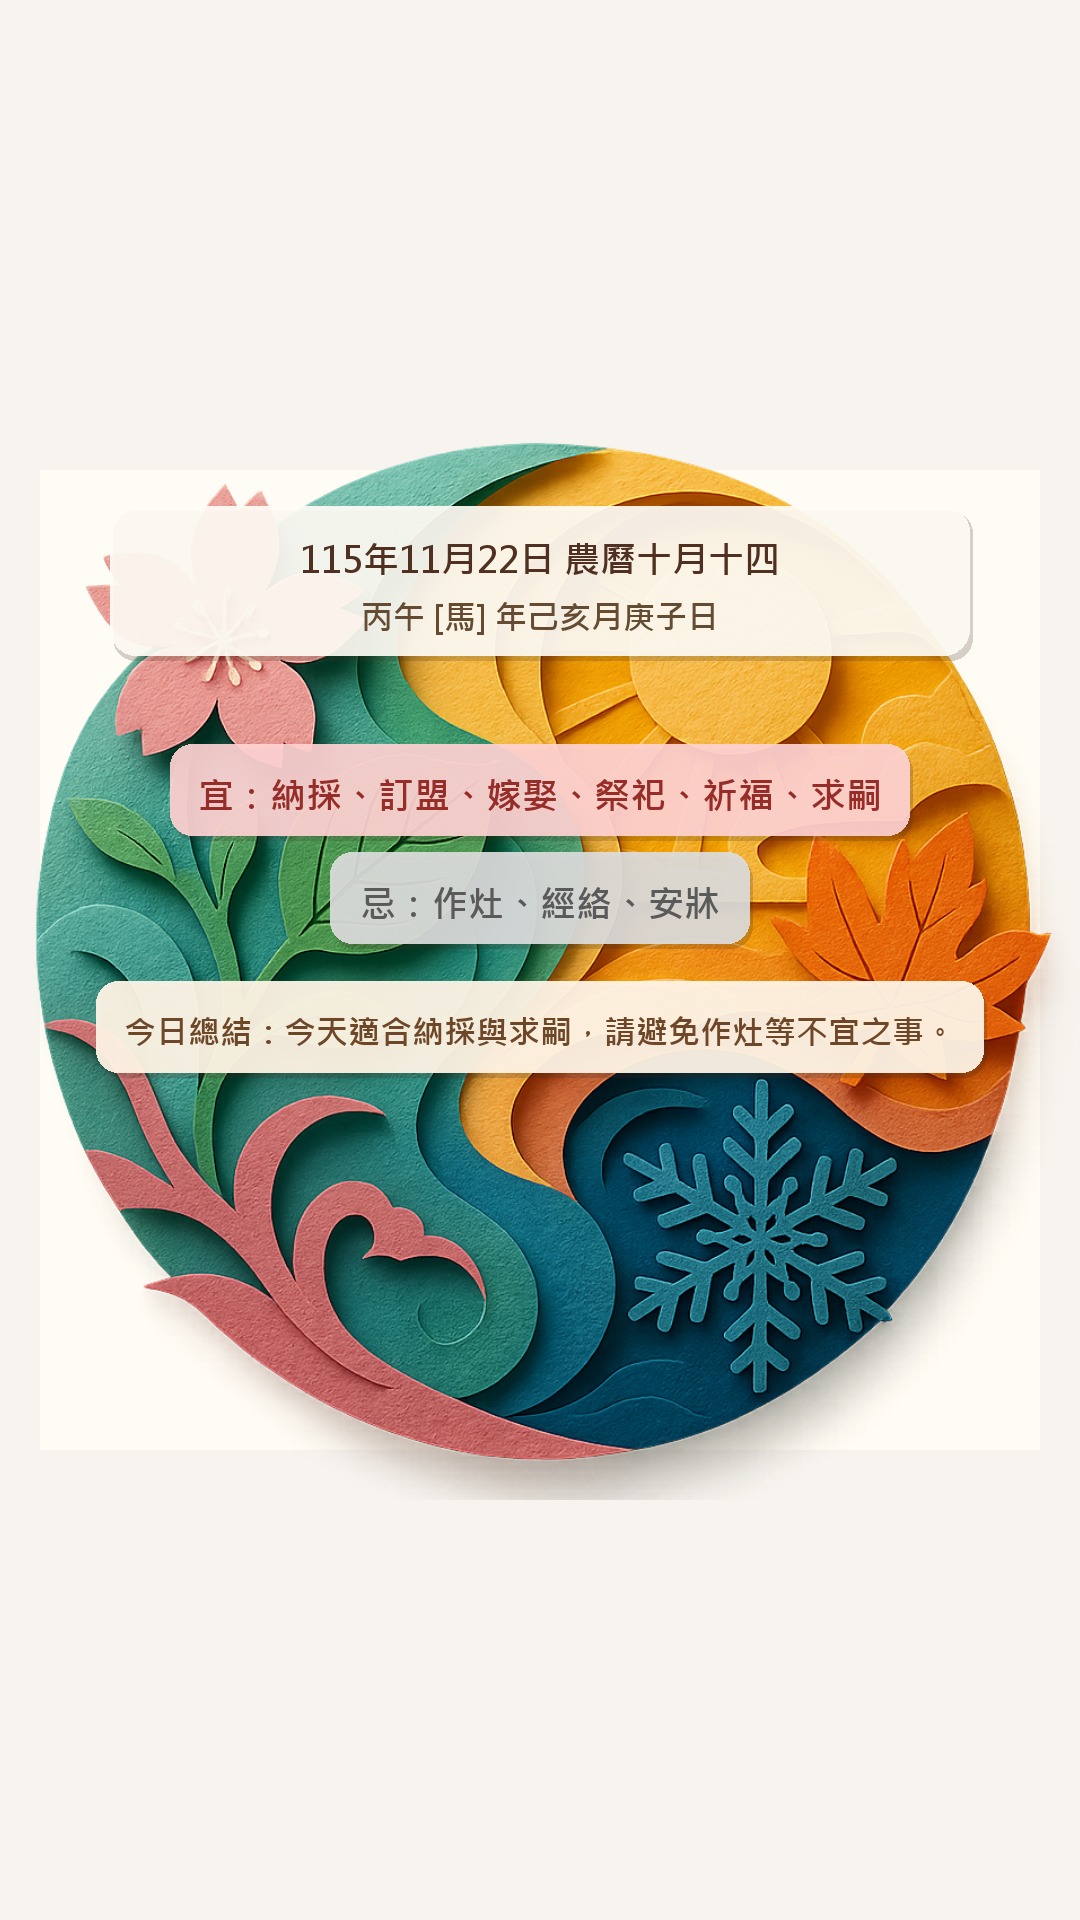 115年11月22日 農曆十月十四
丙午 [馬] 年己亥月庚子日
宜：納採、訂盟、嫁娶、祭祀、祈福、求嗣
忌：作灶、經絡、安牀
今日總結：今天適合納採與求嗣，請避免作灶等不宜之事。